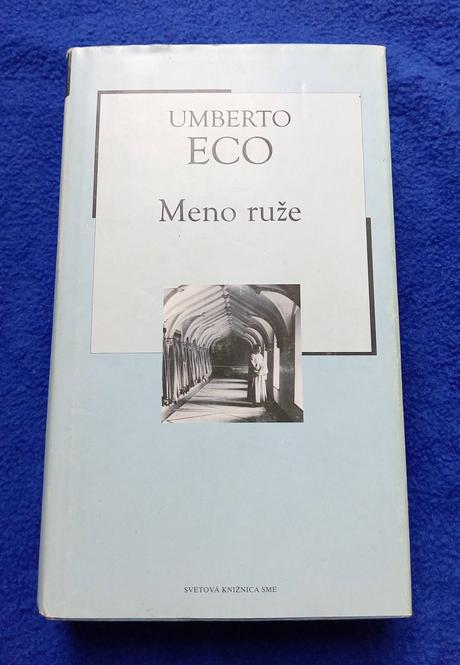 UMBERTO
ECO
Meno ruže
SVETOVÁ KNIŽNICA SME